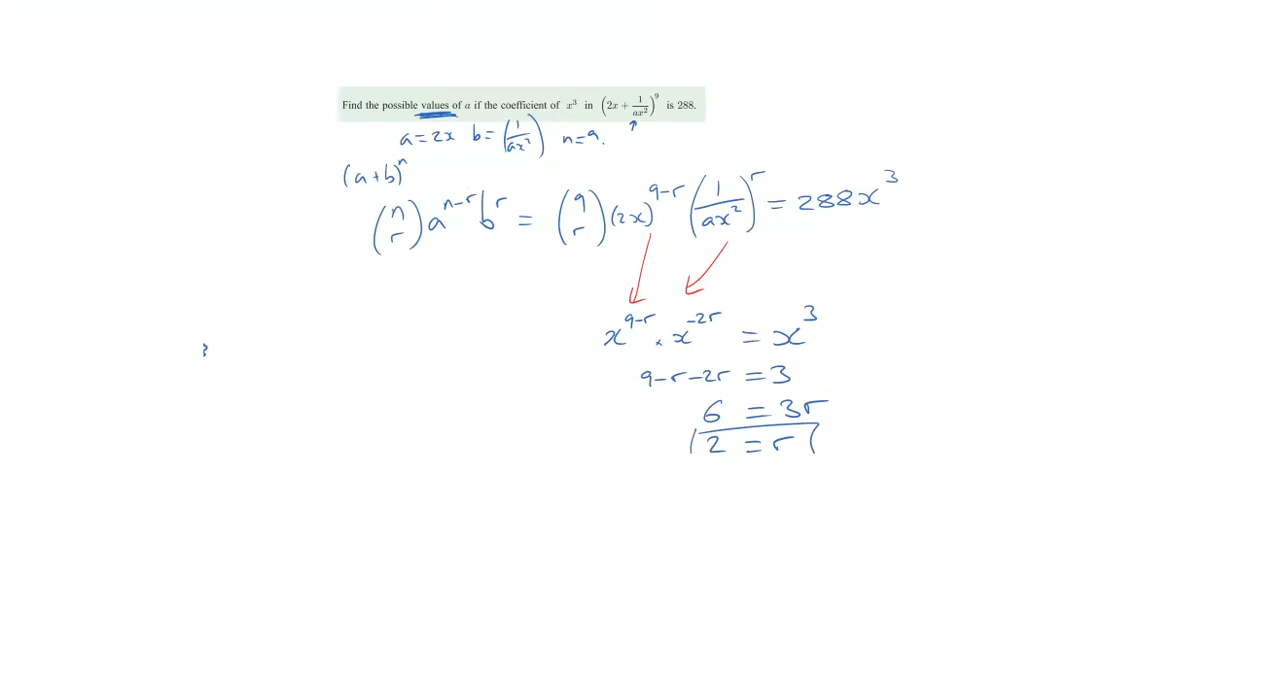 Find the possible values of a if the coefficient of x³ in (2x + 1/(ax²))⁹ is 288.
a = 2x b = (1/(ax²)) n = 9.
(a+b)ⁿ
(n r) aⁿ⁻ʳ bʳ = (9 r) (2x)⁹⁻ʳ (1/(ax²))ʳ = 288x³
x⁹⁻ʳ . x⁻²ʳ = x³
9-r-2r = 3
6 = 3r
2 = r